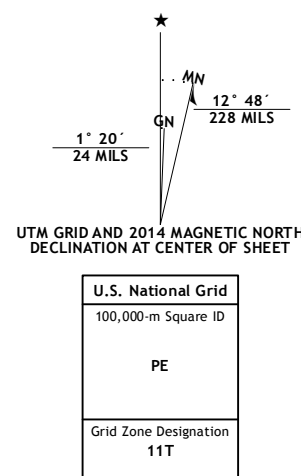 ★
MN
GN
12° 48´
228 MILS
1° 20´
24 MILS
UTM GRID AND 2014 MAGNETIC NORTH
DECLINATION AT CENTER OF SHEET
U.S. National Grid
100,000-m Square ID
PE
Grid Zone Designation
11T